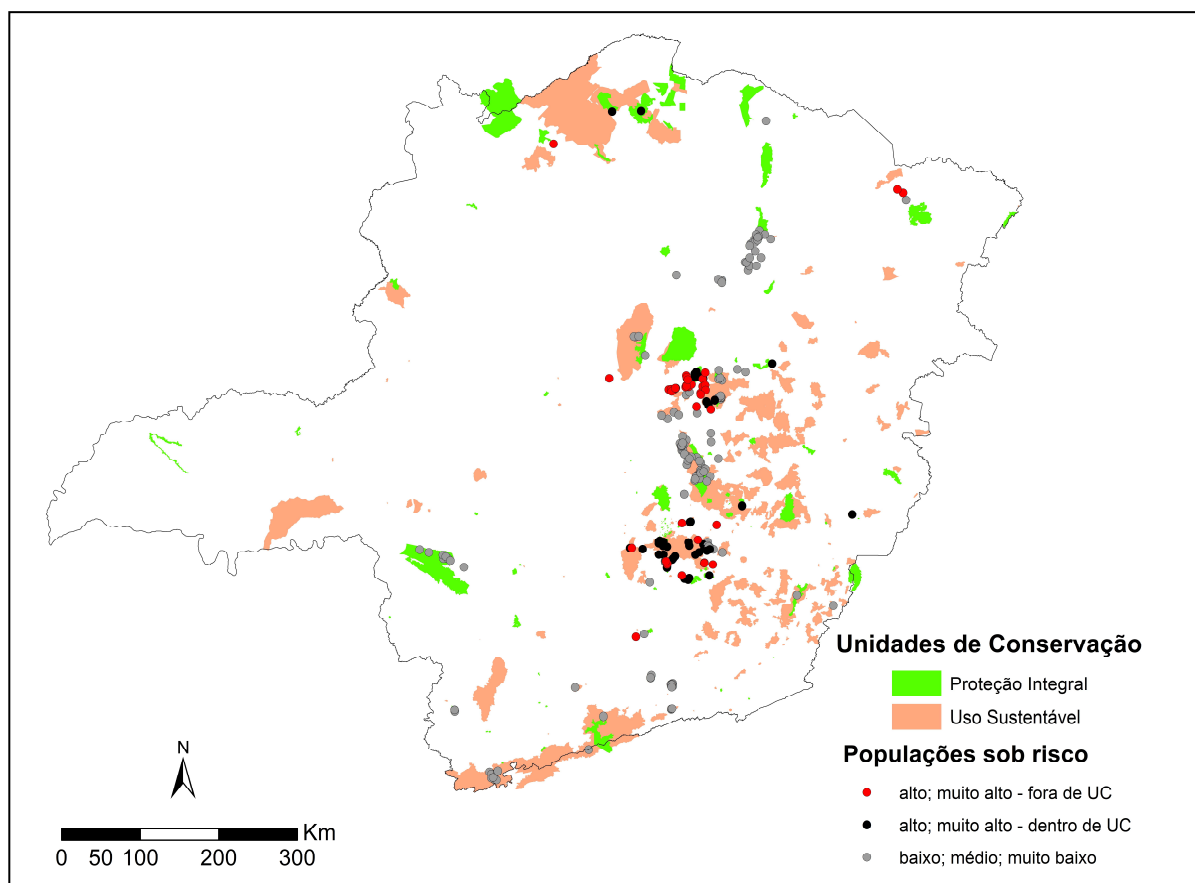 Unidades de Conservação
Proteção Integral
Uso Sustentável
Populações sob risco
alto; muito alto - fora de UC
alto; muito alto - dentro de UC
baixo; médio; muito baixo
N
Km
0 50 100 200 300